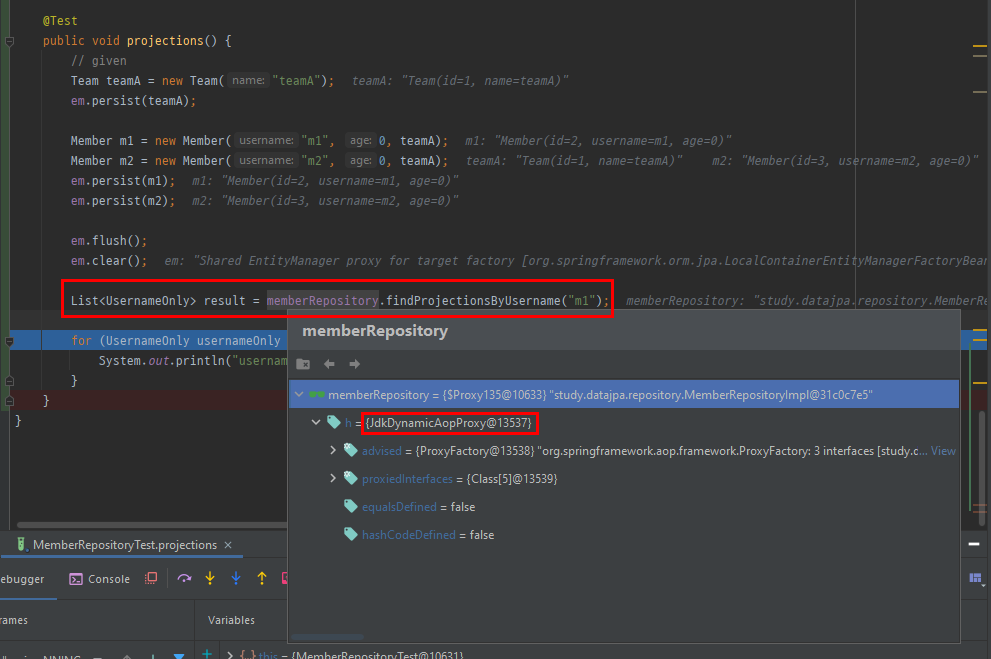 @Test
public void projections() {
// given
Team teamA = new Team( name: "teamA"); teamA: "Team(id=1, name=teamA)"
em.persist(teamA);
Member m1 = new Member( username: "m1", age: 0, teamA); m1: "Member(id=2, username=m1, age=0)"
Member m2 = new Member( username: "m2", age: 0, teamA); teamA: "Team(id=1, name=teamA)" m2: "Member(id=3, username=m2, age=0)"
em.persist(m1); m1: "Member(id=2, username=m1, age=0)"
em.persist(m2); m2: "Member(id=3, username=m2, age=0)"
em.flush();
em.clear(); em: "Shared EntityManager proxy for target factory [org.springframework.orm.jpa.LocalContainerEntityManagerFactoryBean
List<UsernameOnly> result = memberRepository.findProjectionsByUsername("m1"); memberRepository: "study.datajpa.repository.MemberRe
memberRepository
for (UsernameOnly usernameOnly
System.out.println("usernam
}
}
}
memberRepository = {$Proxy135@10633} "study.datajpa.repository.MemberRepositoryImpl@31c0c7e5"
h = {JdkDynamicAopProxy@13537}
advised = {ProxyFactory@13538} "org.springframework.aop.framework.ProxyFactory: 3 interfaces [study.c... View
proxiedInterfaces = {Class[5]@13539}
equalsDefined = false
hashCodeDefined = false
MemberRepositoryTest.projections ×
ebugger Console
rames Variables
this = {MemberRepositoryTest@10631}